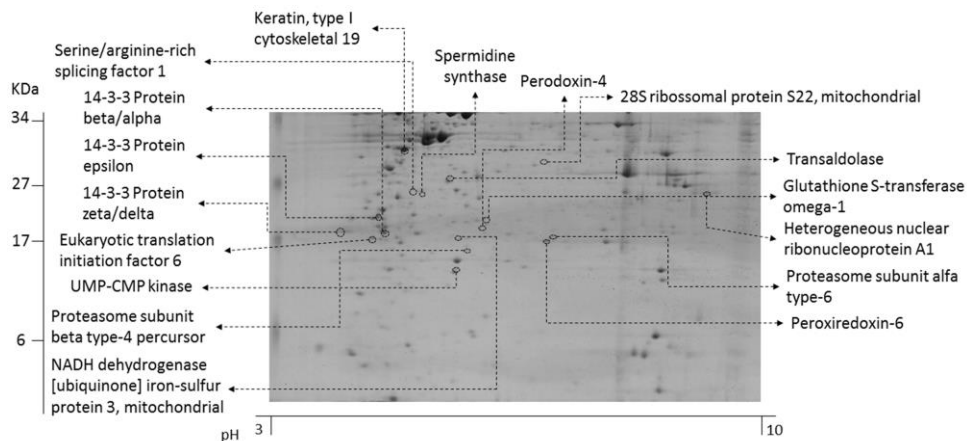 Keratin, type I
cytoskeletal 19
Serine/arginine-rich
splicing factor 1
Spermidine
synthase
Perodoxin-4
28S ribossomal protein S22, mitochondrial
KDa
34
27
17
6
14-3-3 Protein
beta/alpha
14-3-3 Protein
epsilon
14-3-3 Protein
zeta/delta
Eukaryotic translation
initiation factor 6
UMP-CMP kinase
Proteasome subunit
beta type-4 percursor
NADH dehydrogenase
[ubiquinone] iron-sulfur
protein 3, mitochondrial
Transaldolase
Glutathione S-transferase
omega-1
Heterogeneous nuclear
ribonucleoprotein A1
Proteasome subunit alfa
type-6
Peroxiredoxin-6
pH
3
10